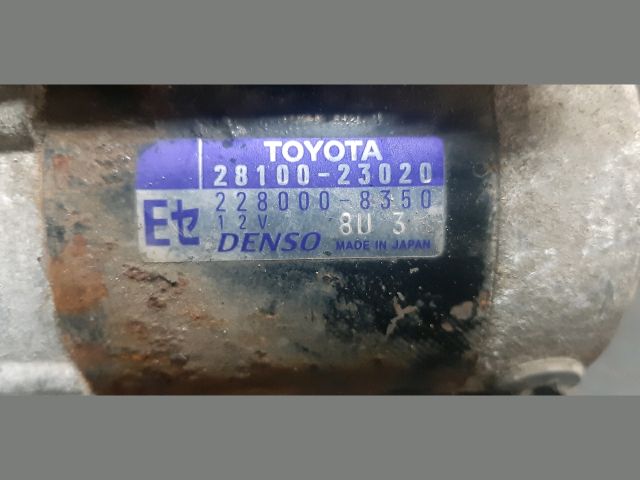 TOYOTA
28100-23020
228000-8350
Eセ
12V 8U 3
DENSO MADE IN JAPAN